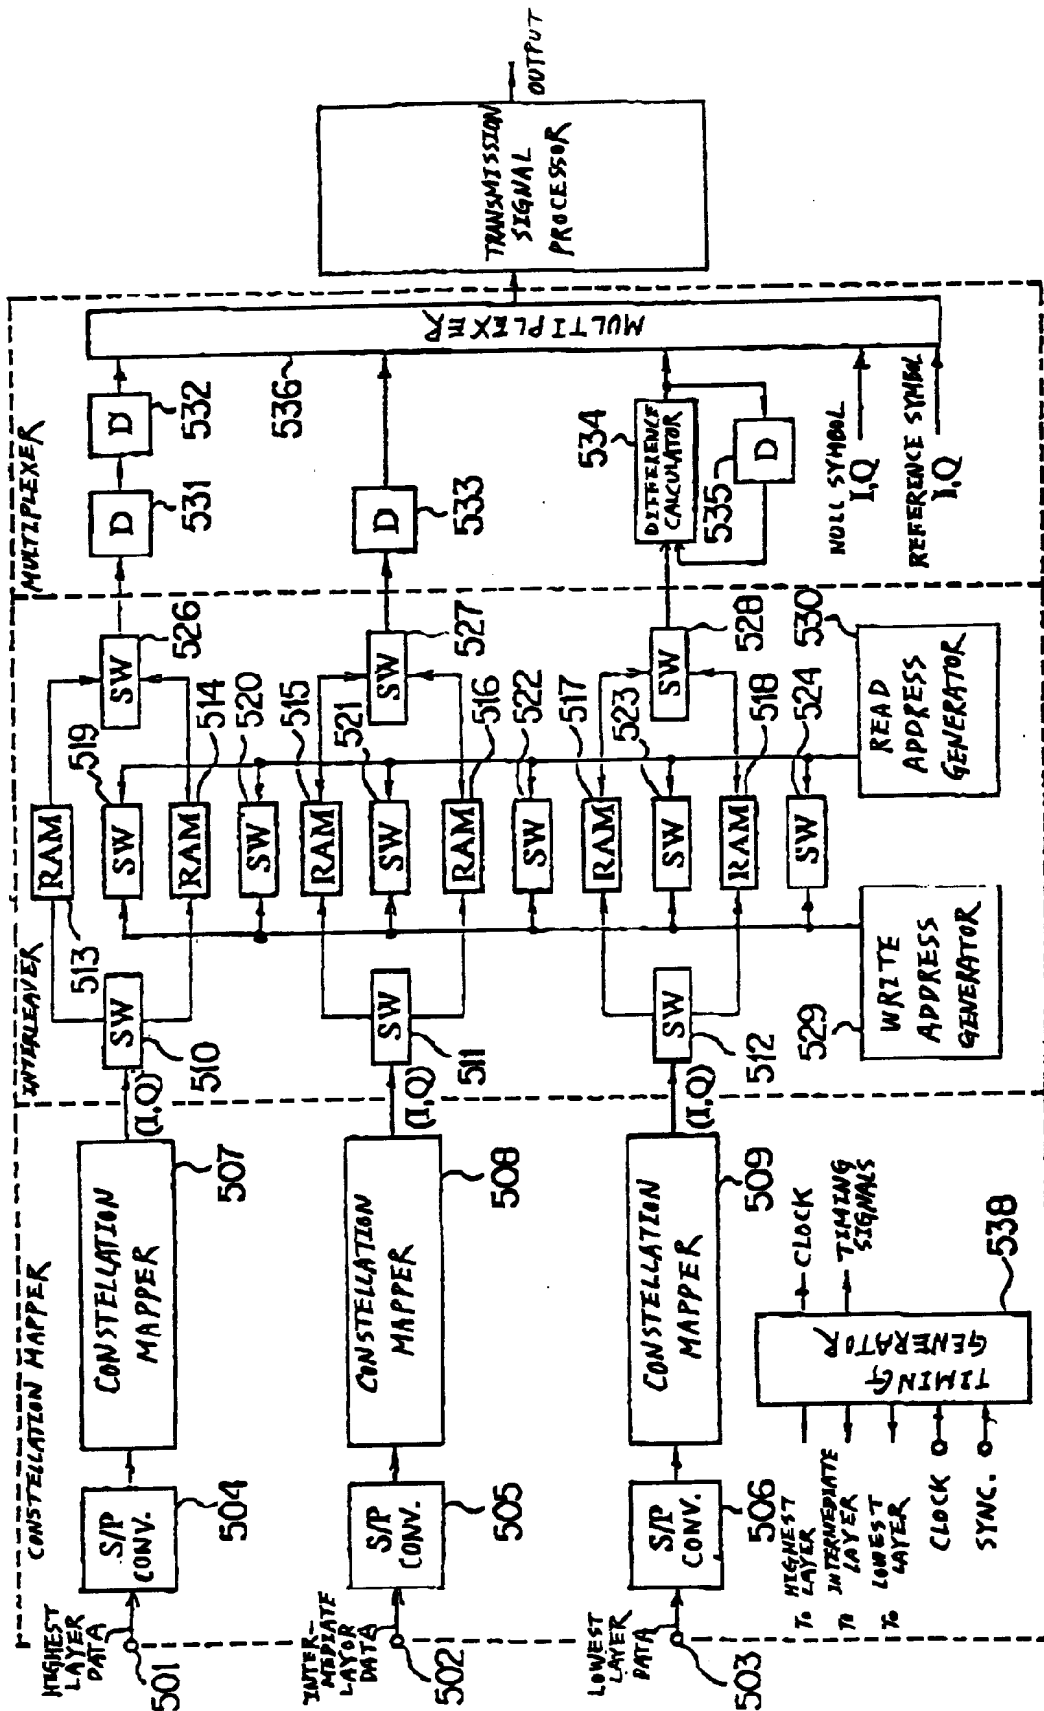 CONSTELLATION MAPPER
INTERLEAVER
MULTIPLEXER
HIGHEST
LAYER
DATA
501
S/P
CONV.
504
CONSTELLATION
MAPPER
507
(I,Q)
SW
510
RAM
513
SW
519
RAM
514
SW
520
SW
526
D
531
D
532
INTER-
MEDIATE
LAYOR
DATA
502
S/P
CONV.
505
CONSTELLATION
MAPPER
508
(I,Q)
SW
511
RAM
515
SW
521
RAM
516
SW
522
SW
527
D
533
536
LOWEST
LAYER
DATA
503
S/P
CONV.
506
CONSTELLATION
MAPPER
509
(I,Q)
SW
512
RAM
517
SW
523
RAM
518
SW
524
SW
528
DIFFERENCE
CALCULATOR
534
D
535
NULL SYMBOL
I,Q
REFERENCE SYMBOL
I,Q
MULTIPLEXER
TRANSMISSION
SIGNAL
PROCESSOR
OUTPUT
WRITE
ADDRESS
GENERATOR
529
READ
ADDRESS
GENERATOR
530
To HIGHEST
LAYER
To INTERMEDIATE
LAYER
To LOWEST
LAYER
CLOCK
SYNC.
TIMING
GENERATOR
538
CLOCK
TIMING
SIGNALS